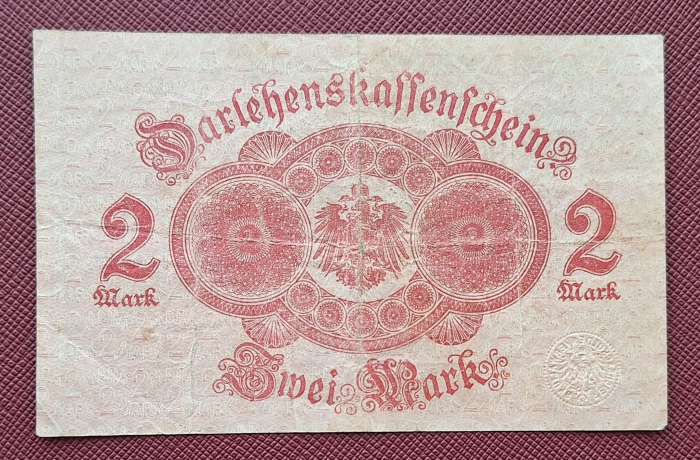 Darlehenskassenschein.
2
Mark
2
Mark
Zwei Mark